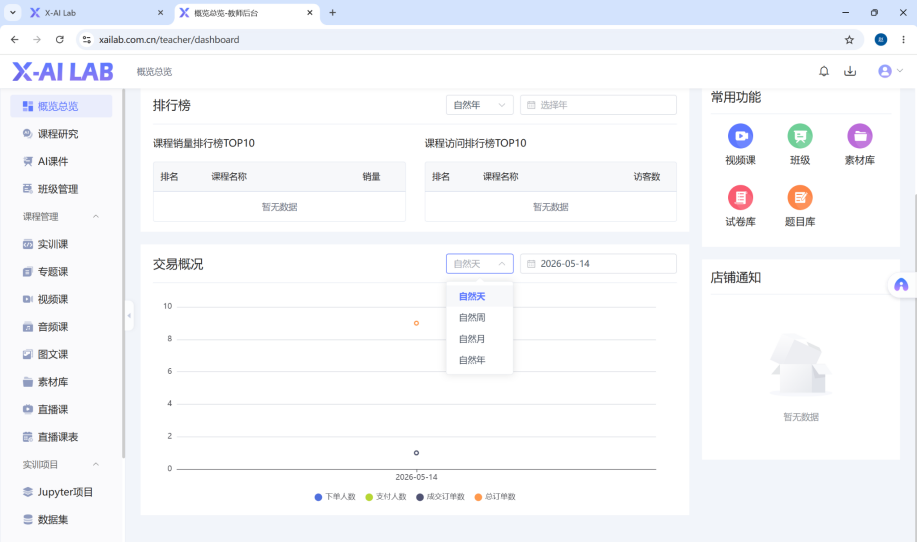 X-AI Lab
概览总览-教师后台
xailab.com.cn/teacher/dashboard
X-AI LAB
概览总览
概览总览
课程研究
AI课件
班级管理
课程管理
实训课
专题课
视频课
音频课
图文课
素材库
直播课
直播课表
实训项目
Jupyter项目
数据集
排行榜
自然年
选择年
课程销量排行榜TOP10
课程访问排行榜TOP10
排名 课程名称 销量
排名 课程名称 访客数
暂无数据
暂无数据
交易概况
自然天
2026-05-14
自然天
自然周
自然月
自然年
10
8
6
4
2
0
2026-05-14
下单人数 支付人数 成交订单数 总订单数
常用功能
视频课 班级 素材库
试卷库 题目库
店铺通知
暂无数据